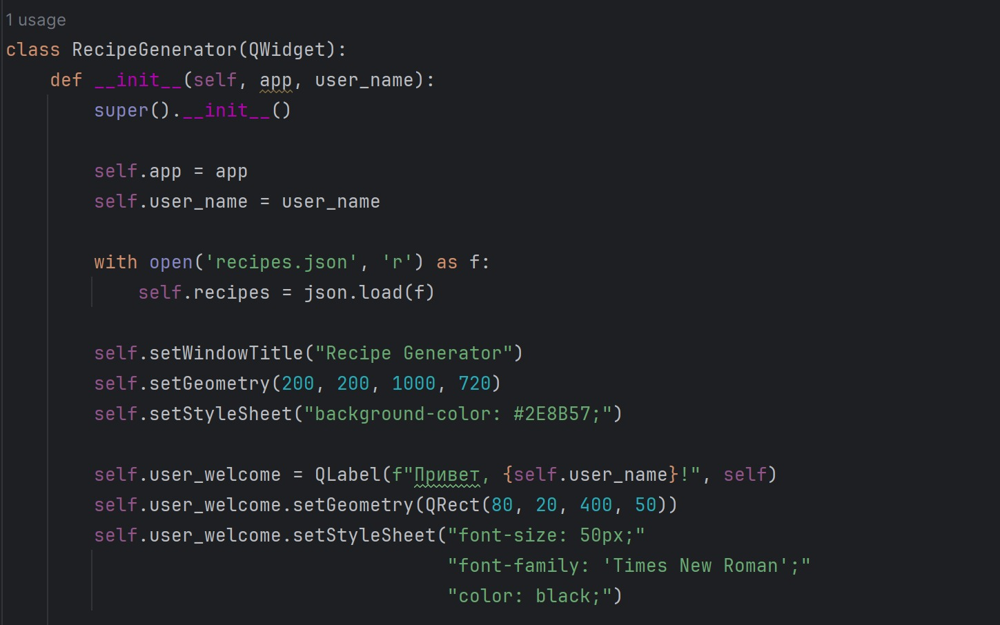 1 usage
class RecipeGenerator(QWidget):
    def __init__(self, app, user_name):
        super().__init__()
        self.app = app
        self.user_name = user_name
        with open('recipes.json', 'r') as f:
            self.recipes = json.load(f)
        self.setWindowTitle("Recipe Generator")
        self.setGeometry(200, 200, 1000, 720)
        self.setStyleSheet("background-color: #2E8B57;")
        self.user_welcome = QLabel(f"Привет, {self.user_name}!", self)
        self.user_welcome.setGeometry(QRect(80, 20, 400, 50))
        self.user_welcome.setStyleSheet("font-size: 50px;"
                                        "font-family: 'Times New Roman';"
                                        "color: black;")